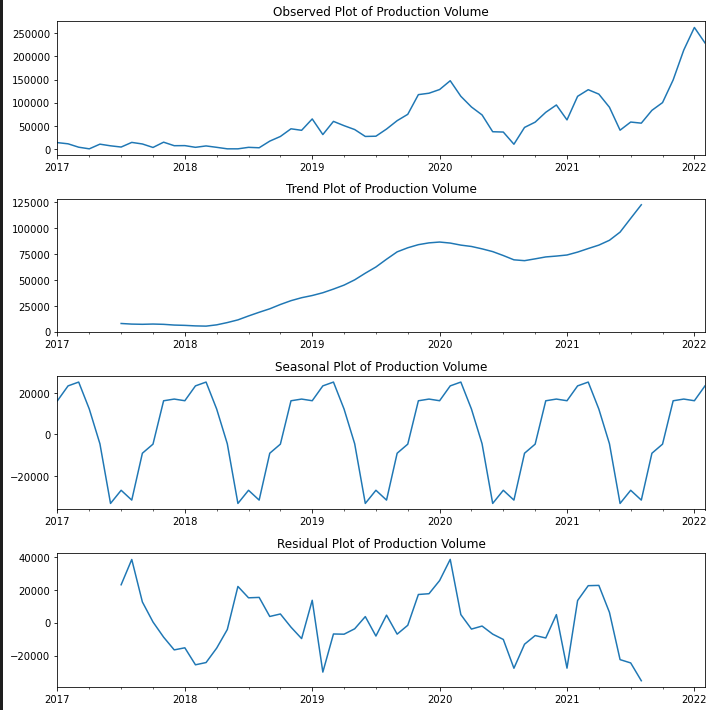 Observed Plot of Production Volume
250000
200000
150000
100000
50000
0
2017 2018 2019 2020 2021 2022
Trend Plot of Production Volume
125000
100000
75000
50000
25000
0
2017 2018 2019 2020 2021 2022
Seasonal Plot of Production Volume
20000
0
−20000
2017 2018 2019 2020 2021 2022
Residual Plot of Production Volume
40000
20000
0
−20000
2017 2018 2019 2020 2021 2022